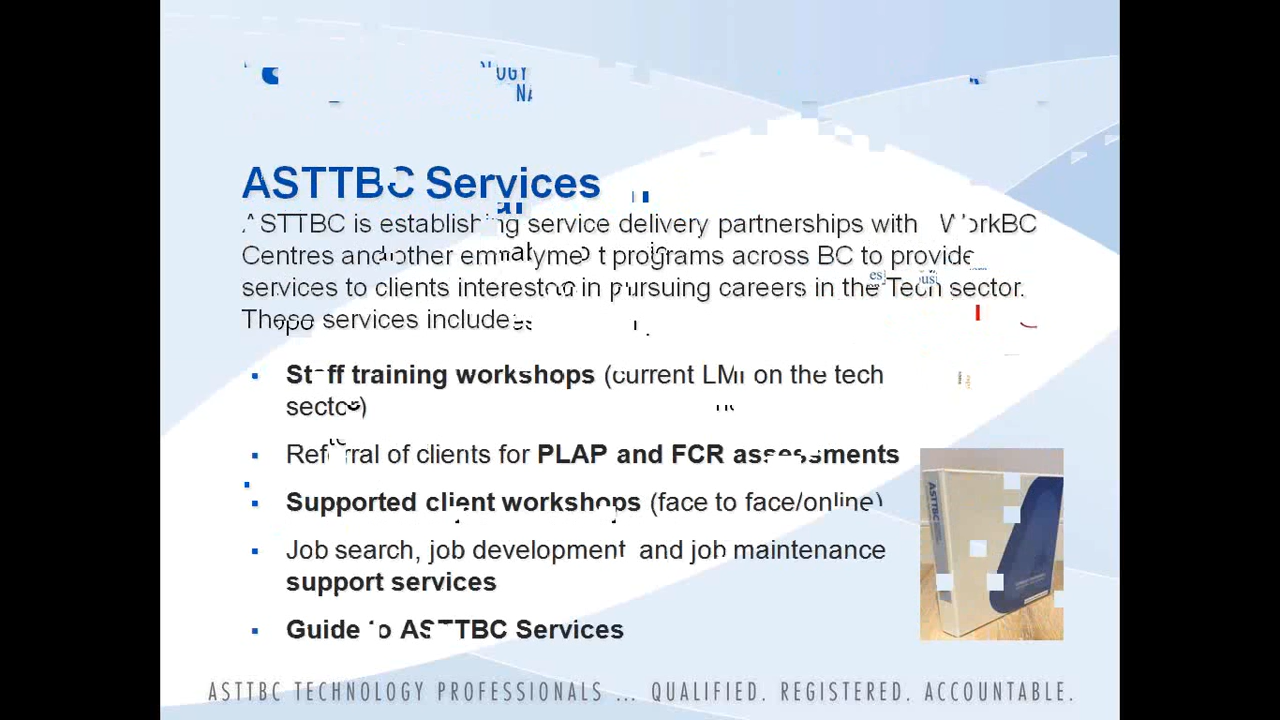 ASTTBC Services
ASTTBC is establishing service delivery partnerships with WorkBC
Centres and other employment programs across BC to provide
services to clients interested in pursuing careers in the Tech sector.
These services include:
▪ Staff training workshops (current LMI on the tech
sector)
▪ Referral of clients for PLAP and FCR assessments
▪ Supported client workshops (face to face/online)
▪ Job search, job development and job maintenance
support services
▪ Guide to ASTTBC Services
ASTTBC
ASTTBC TECHNOLOGY PROFESSIONALS ... QUALIFIED. REGISTERED. ACCOUNTABLE.